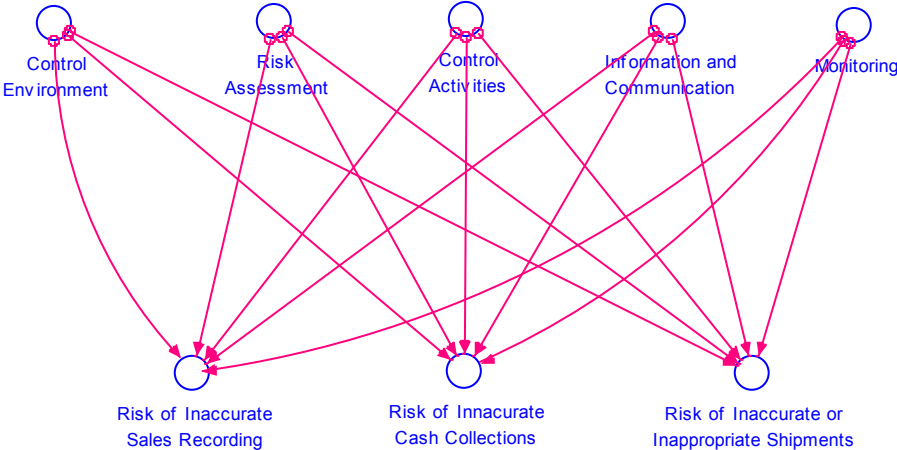 Control
Environment
Risk
Assessment
Control
Activities
Information and
Communication
Monitoring
Risk of Inaccurate
Sales Recording
Risk of Innacurate
Cash Collections
Risk of Inaccurate or
Inappropriate Shipments